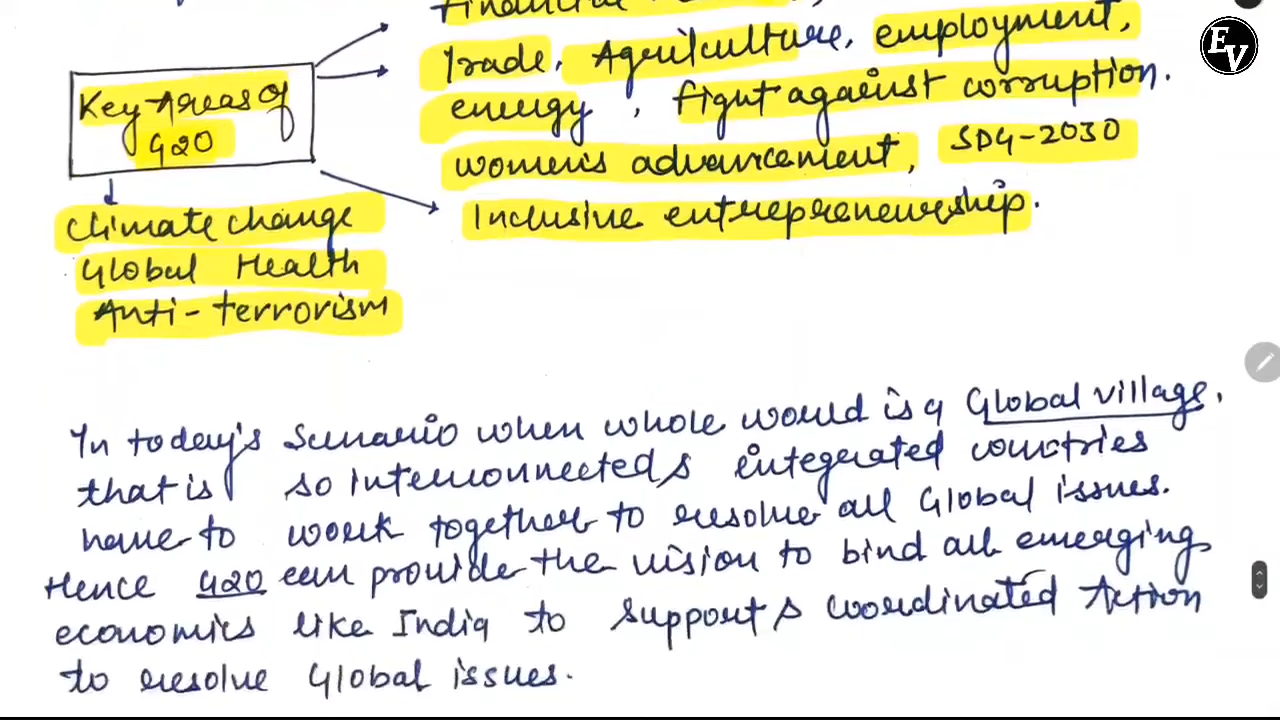 Financial
Trade, Agriculture, employment,
energy, fight against corruption.
women's advancement, SDG-2030
Inclusive entrepreneurship.
Key Areas of
G20
Climate change
Global Health
Anti-terrorism
In today's Scenario when whole world is a Global village,
that is so interconnected & integrated countries
have to work together to resolve all Global issues.
Hence G20 can provide the vision to bind all emerging
economies like India to support & coordinated Action
to resolve Global issues.
EV